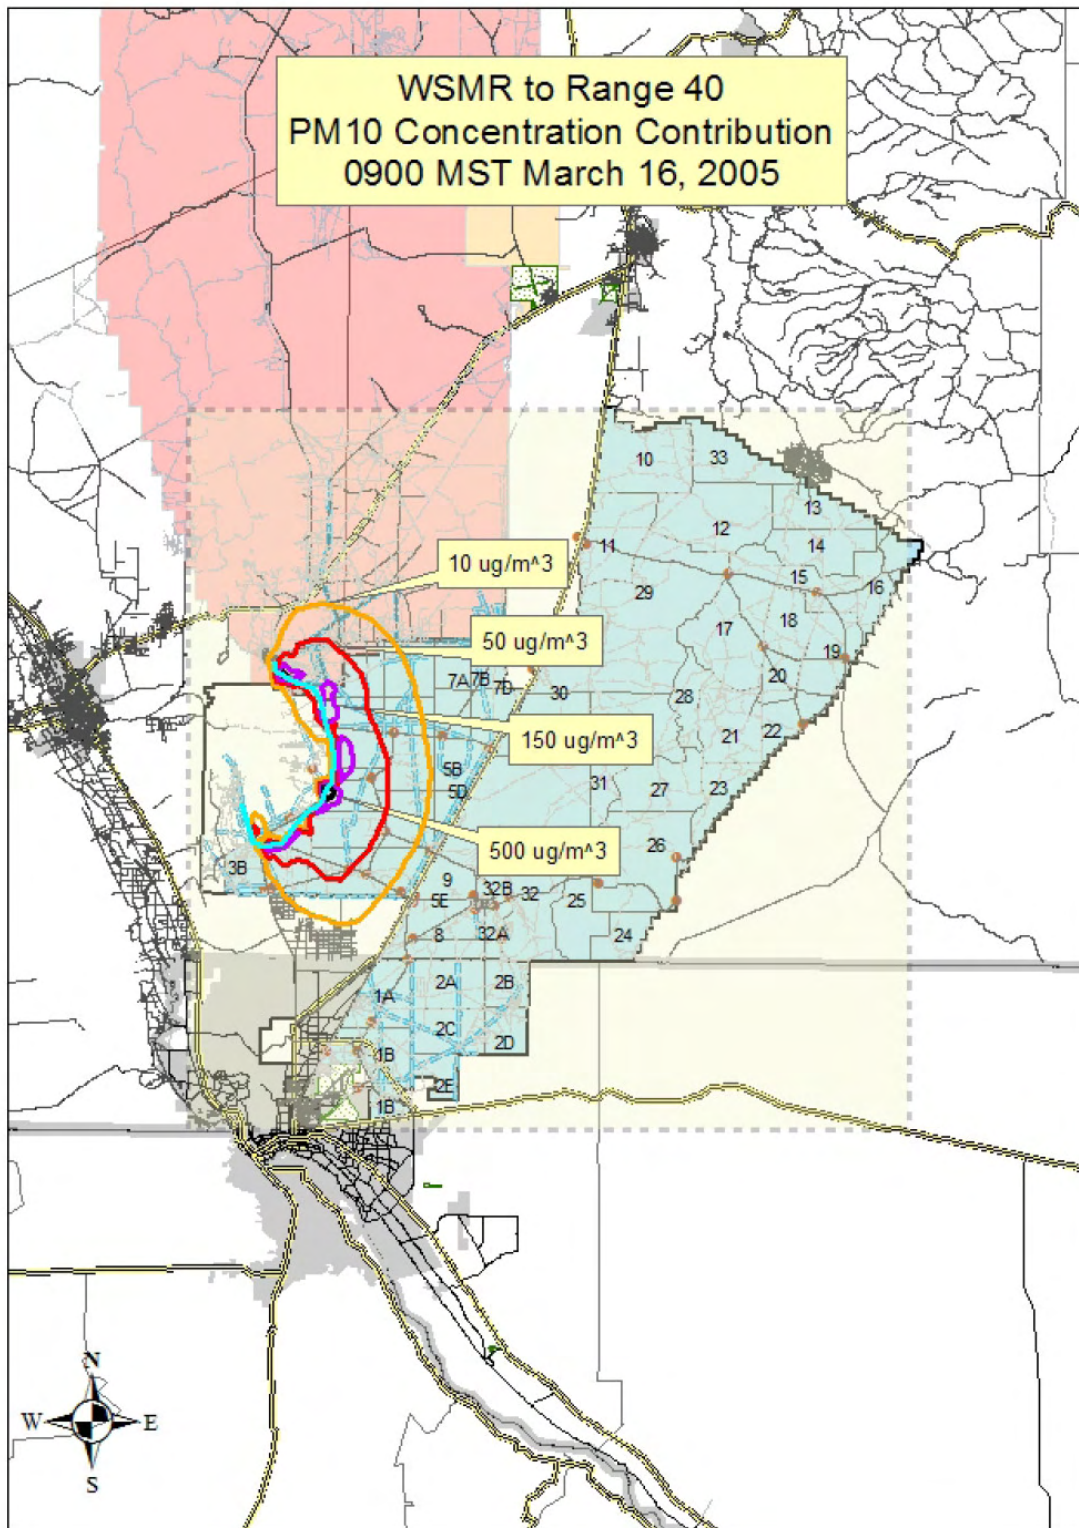 WSMR to Range 40
PM10 Concentration Contribution
0900 MST March 16, 2005
10
33
13
12
14
11
10 ug/m^3
15
16
29
17
18
50 ug/m^3
19
7A
7B
7D
30
20
28
150 ug/m^3
21
22
5B
5D
31
27
23
500 ug/m^3
26
3B
9
5E
32B
32
25
8
32A
24
2A
2B
1A
2C
2D
1B
2E
1B
N
W
E
S